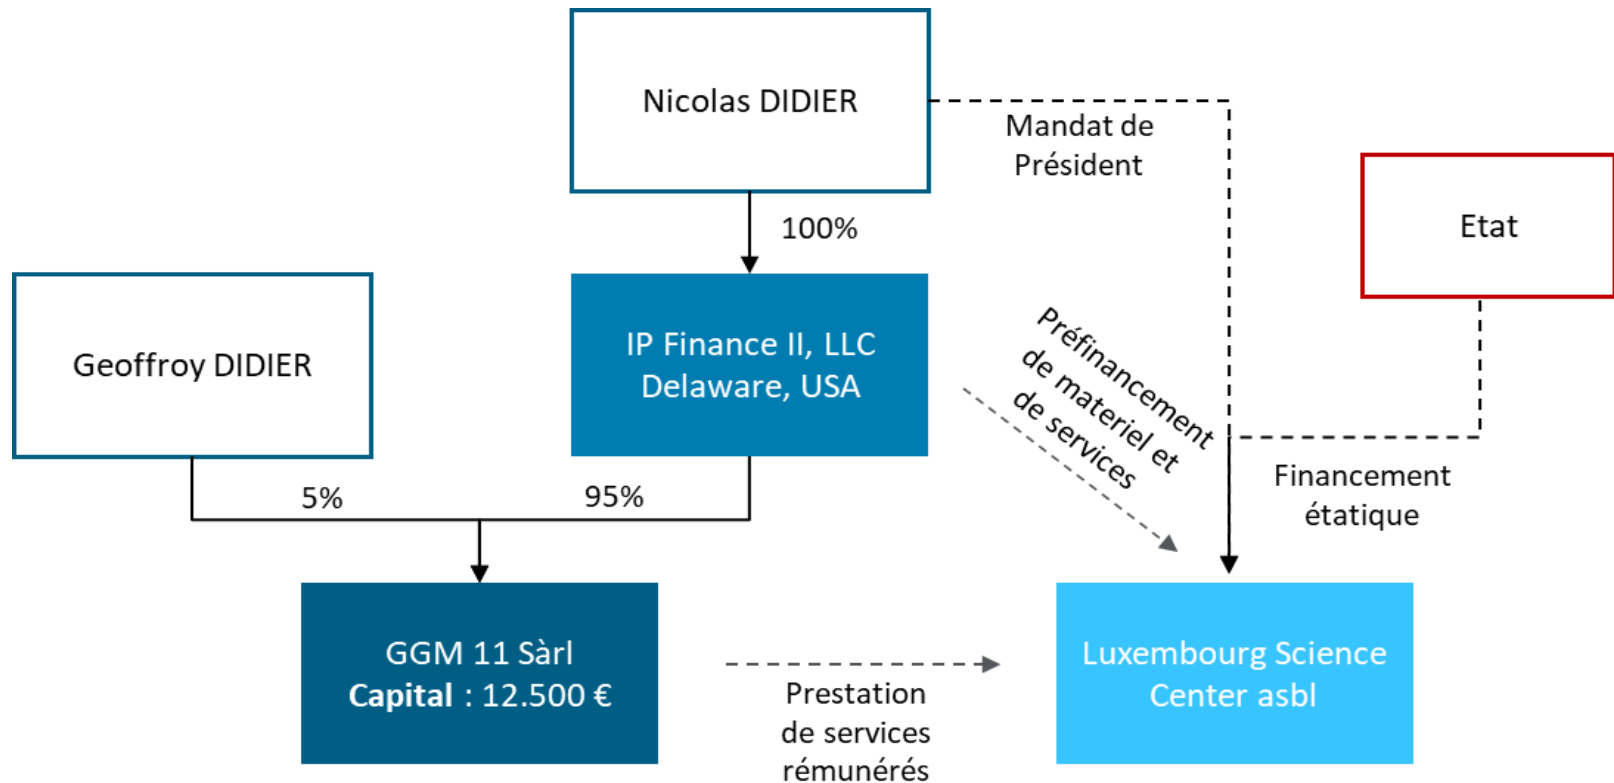 Nicolas DIDIER
Mandat de
Président
Etat
100%
Geoffroy DIDIER
IP Finance II, LLC
Delaware, USA
Préfinancement
de materiel et
de services
5%
95%
Financement
étatique
GGM 11 Sàrl
Capital : 12.500 €
Prestation
de services
rémunérés
Luxembourg Science
Center asbl